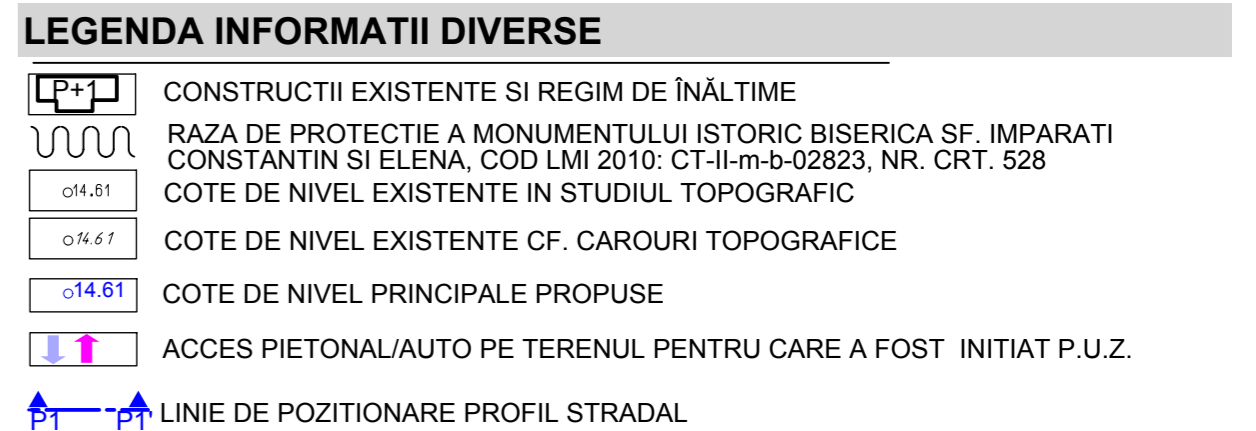 LEGENDA INFORMATII DIVERSE
P+1 CONSTRUCTII EXISTENTE SI REGIM DE ÎNĂLTIME
RAZA DE PROTECTIE A MONUMENTULUI ISTORIC BISERICA SF. IMPARATI
CONSTANTIN SI ELENA, COD LMI 2010: CT-II-m-b-02823, NR. CRT. 528
14.61 COTE DE NIVEL EXISTENTE IN STUDIUL TOPOGRAFIC
14.61 COTE DE NIVEL EXISTENTE CF. CAROURI TOPOGRAFICE
14.61 COTE DE NIVEL PRINCIPALE PROPUSE
ACCES PIETONAL/AUTO PE TERENUL PENTRU CARE A FOST INITIAT P.U.Z.
P1 P1' LINIE DE POZITIONARE PROFIL STRADAL